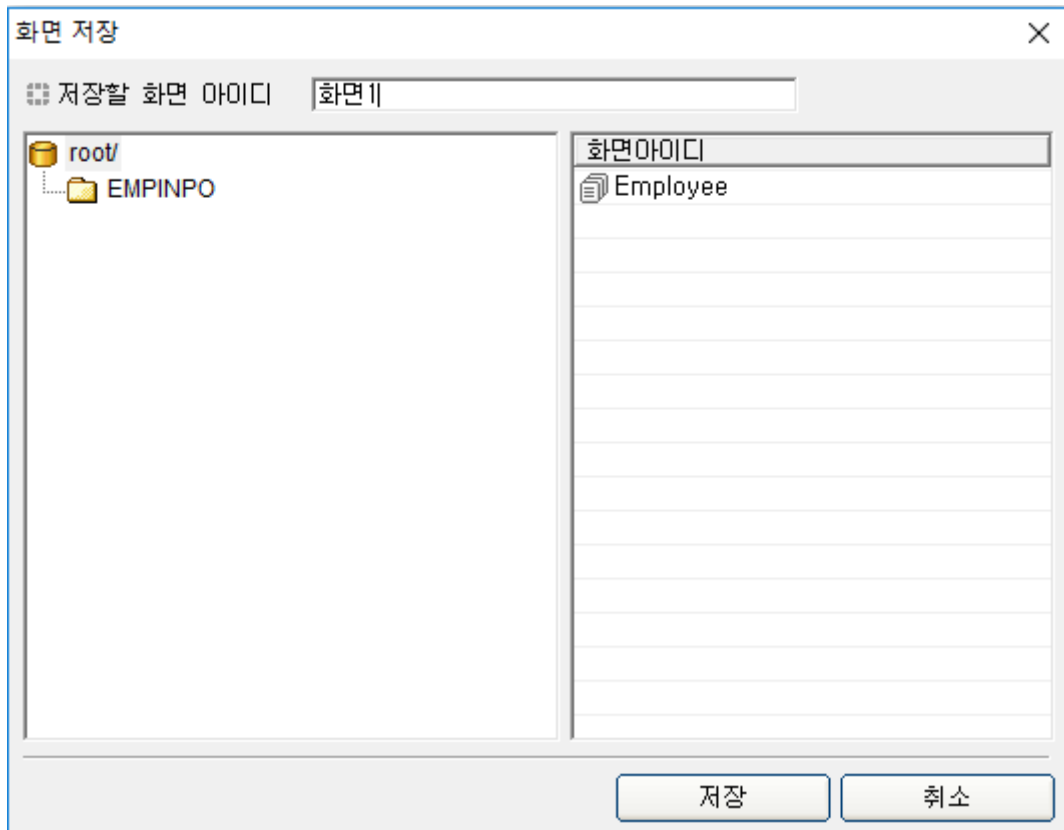 화면 저장
저장할 화면 아이디 화면1
root/
EMPINPO
화면아이디
Employee
저장 취소